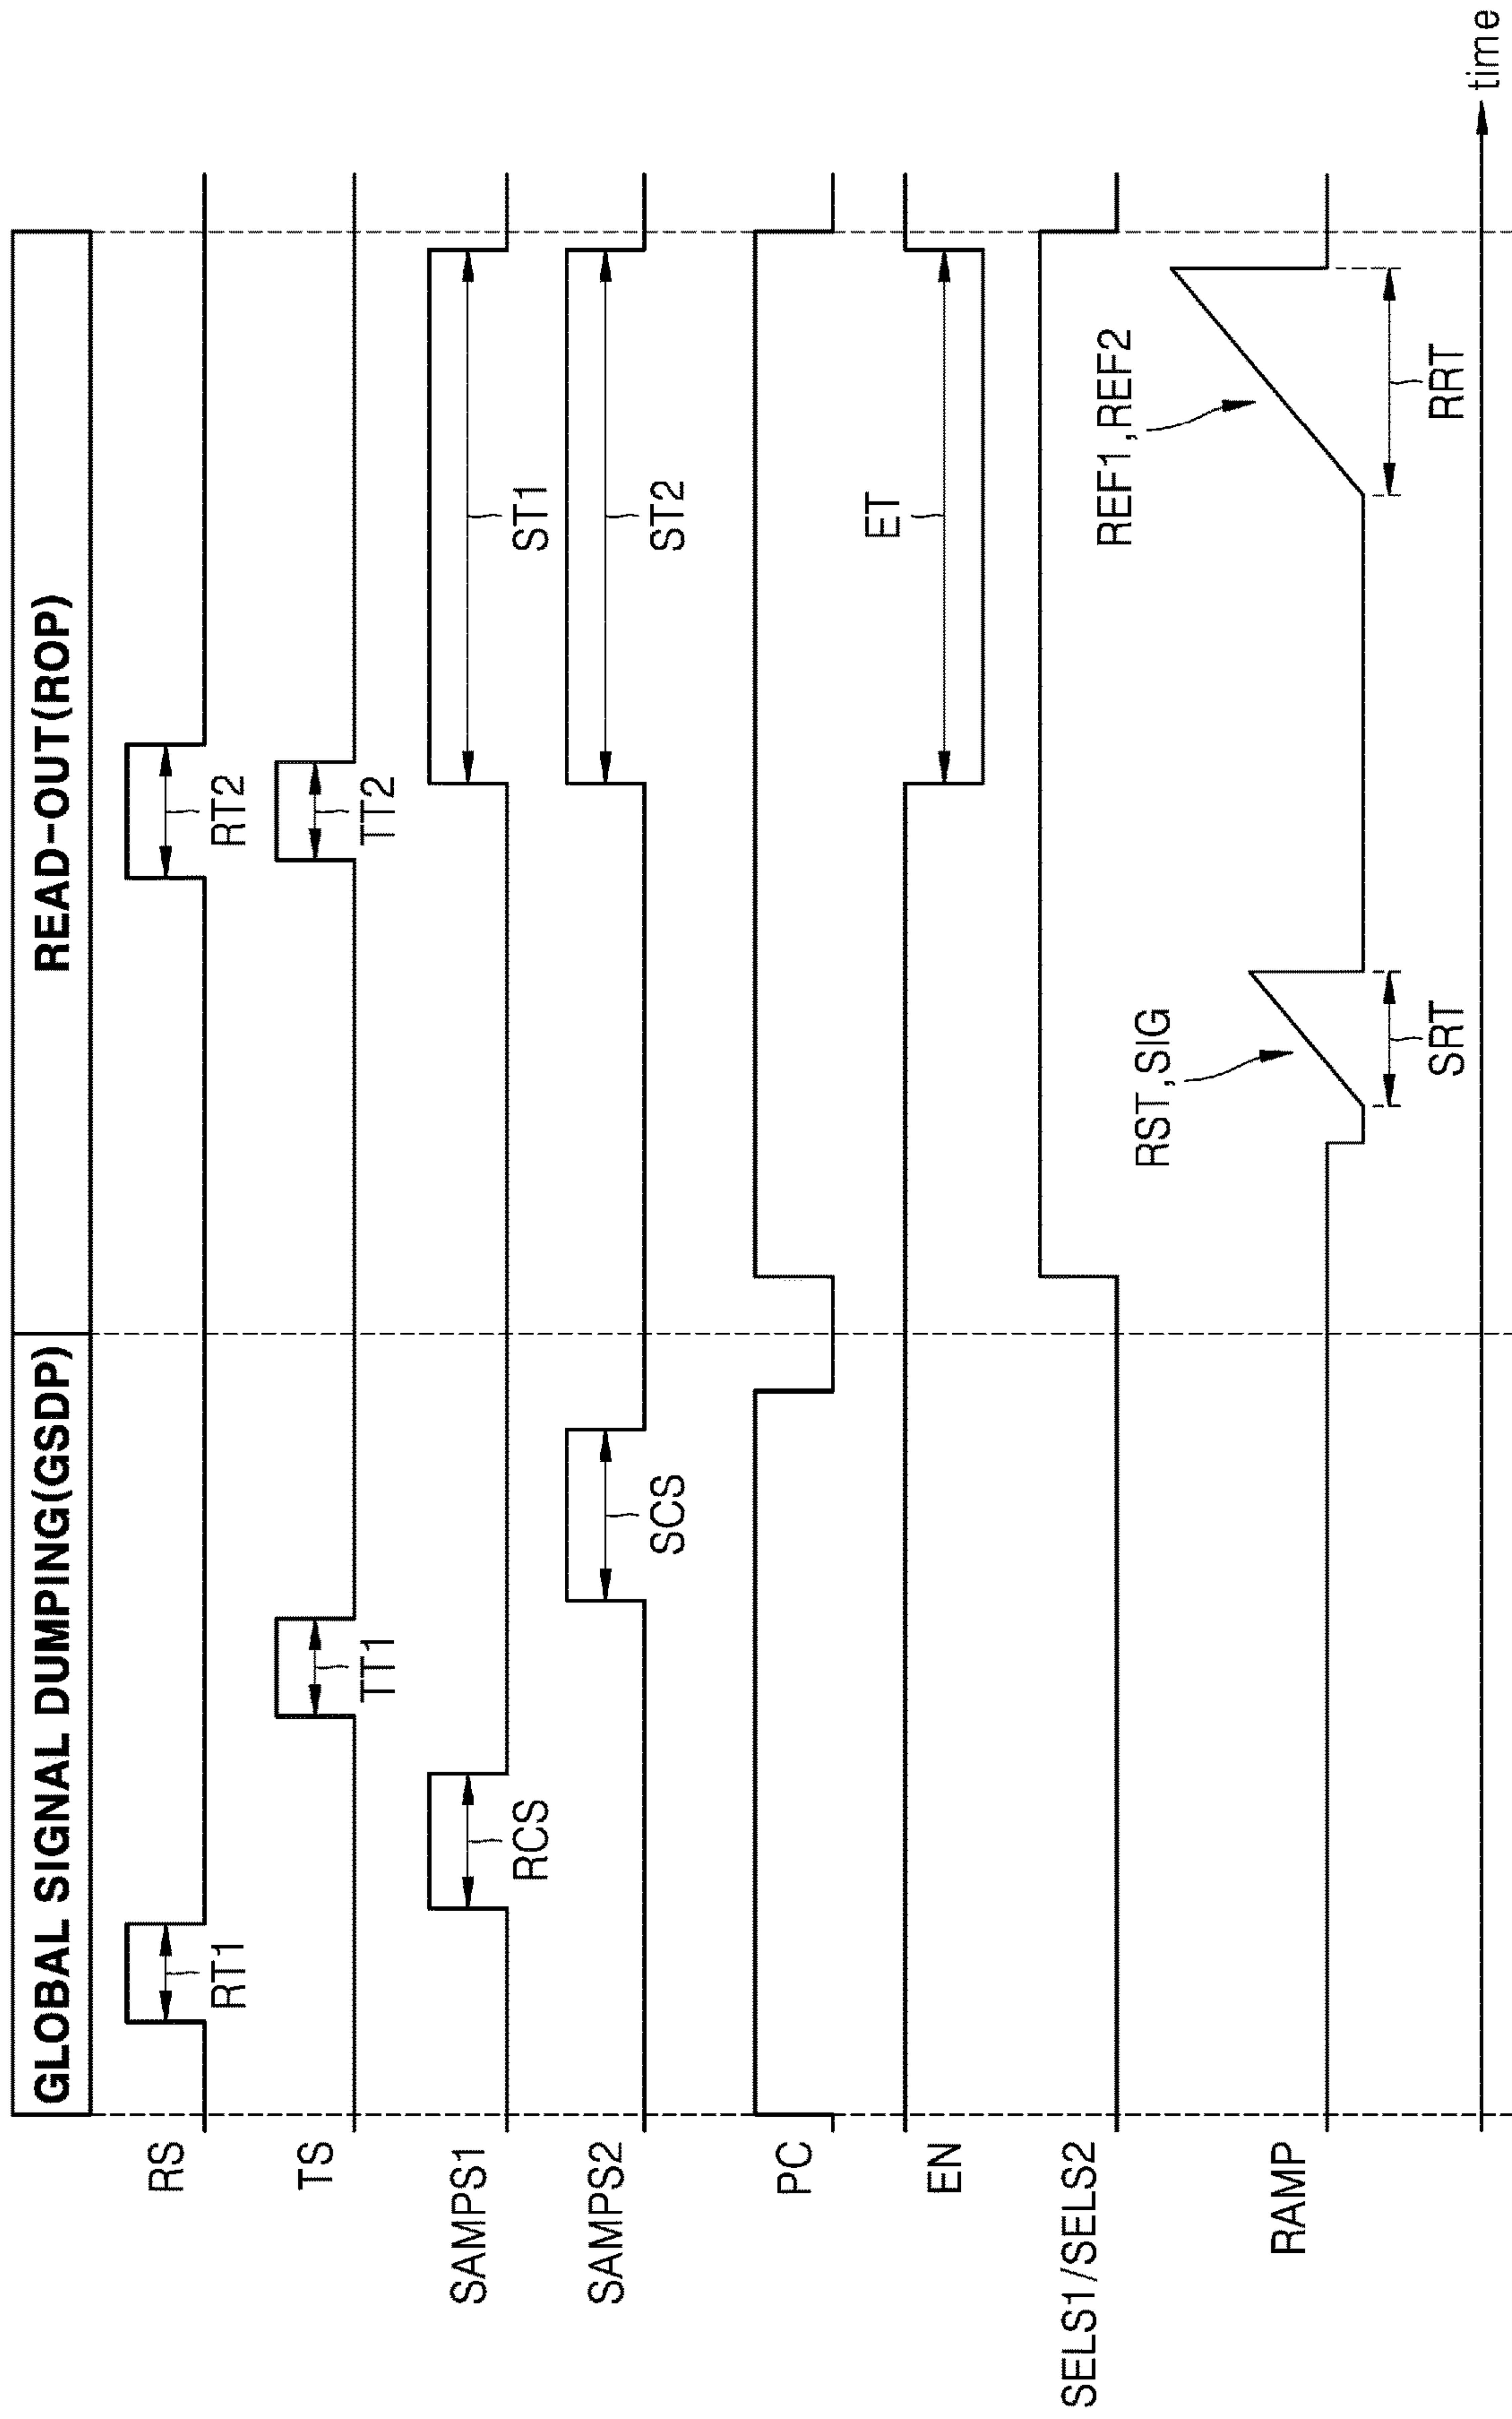 GLOBAL SIGNAL DUMPING(GSDP)
READ-OUT(ROP)
RS
RT1
RT2
TS
TT1
TT2
SAMPS1
RCS
ST1
SAMPS2
SCS
ST2
PC
EN
ET
SELS1/SELS2
RAMP
RST,SIG
REF1,REF2
SRT
RRT
time